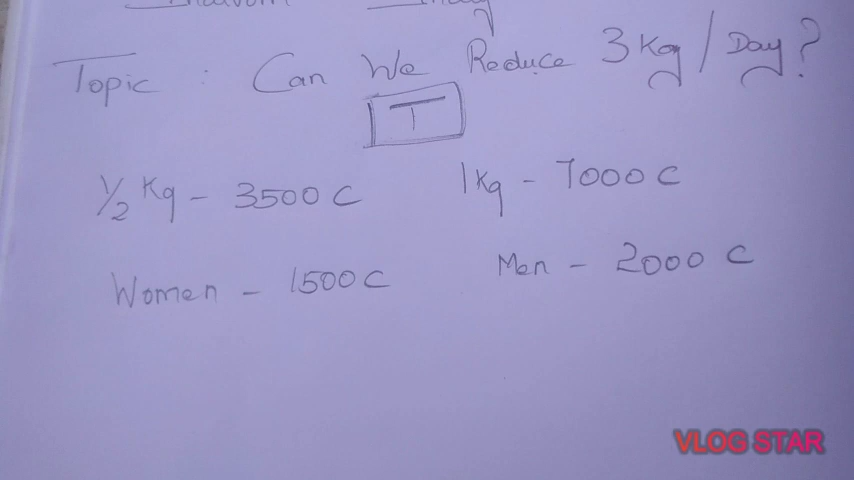 Topic : Can We Reduce 3 Kg / Day?
T
1/2 Kg - 3500 C
1 Kg - 7000 C
Women - 1500 C
Men - 2000 C
VLOG STAR